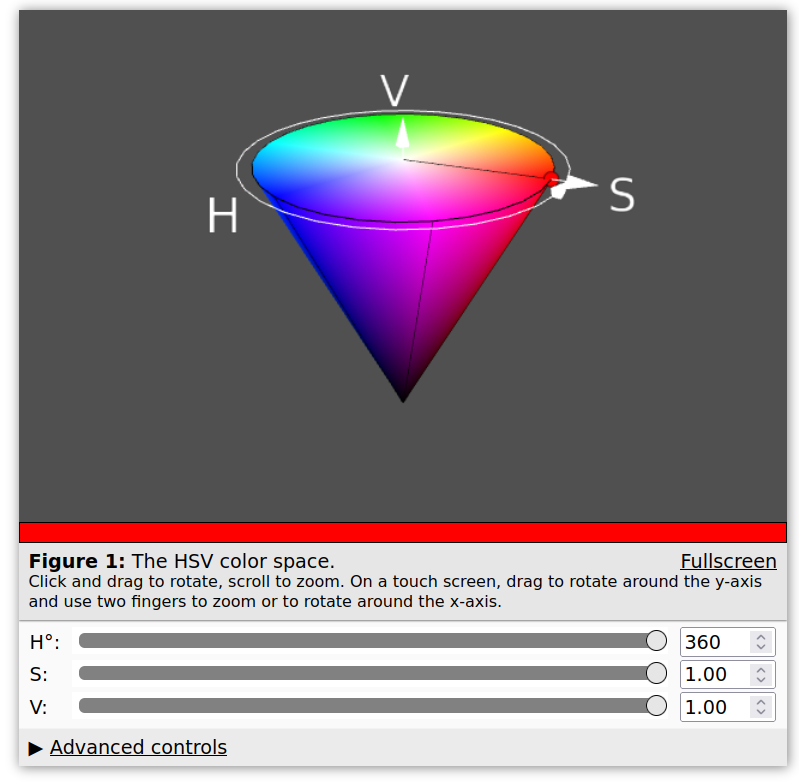 V
S
H
Figure 1: The HSV color space. Fullscreen
Click and drag to rotate, scroll to zoom. On a touch screen, drag to rotate around the y-axis
and use two fingers to zoom or to rotate around the x-axis.
H°: 360
S: 1.00
V: 1.00
▶ Advanced controls